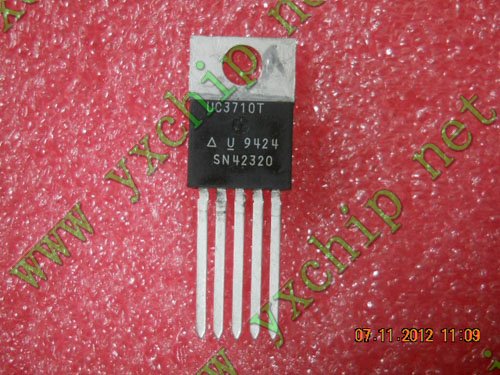 UC3710T
△ U 9424
SN42320
www yxchip net
www yxchip net
07.11.2012 11:09